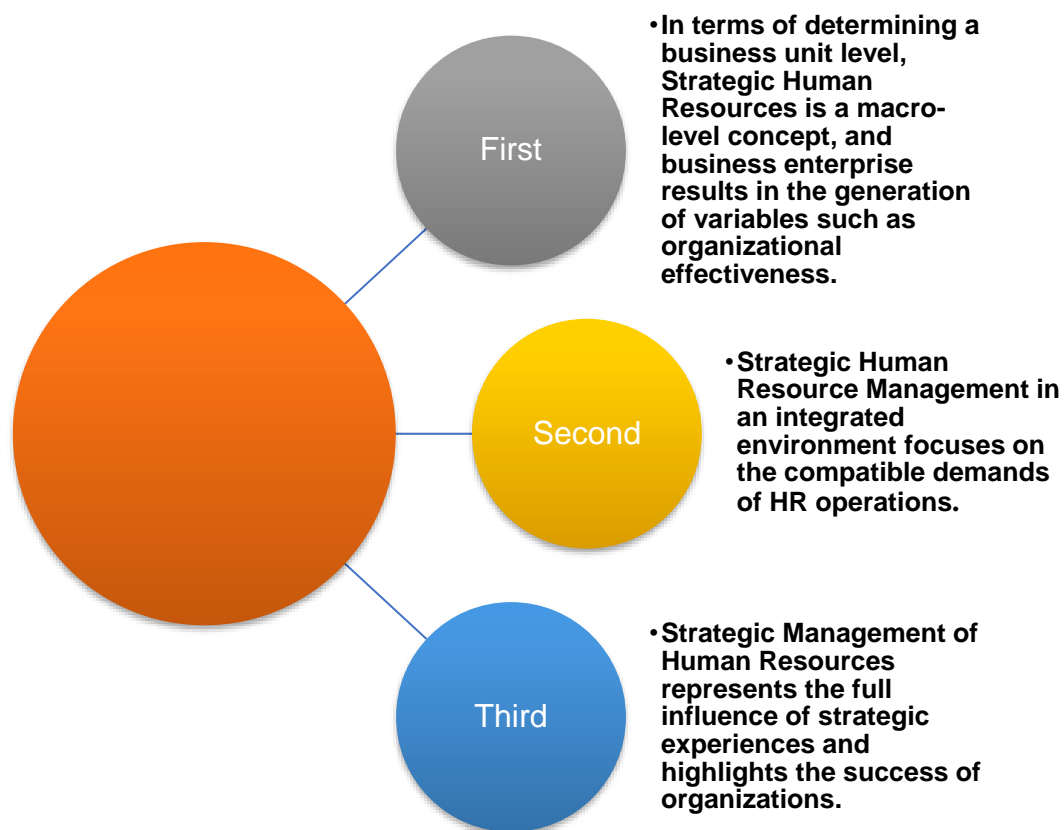 First
•In terms of determining a
business unit level,
Strategic Human
Resources is a macro-
level concept, and
business enterprise
results in the generation
of variables such as
organizational
effectiveness.
Second
•Strategic Human
Resource Management in
an integrated
environment focuses on
the compatible demands
of HR operations.
Third
•Strategic Management of
Human Resources
represents the full
influence of strategic
experiences and
highlights the success of
organizations.